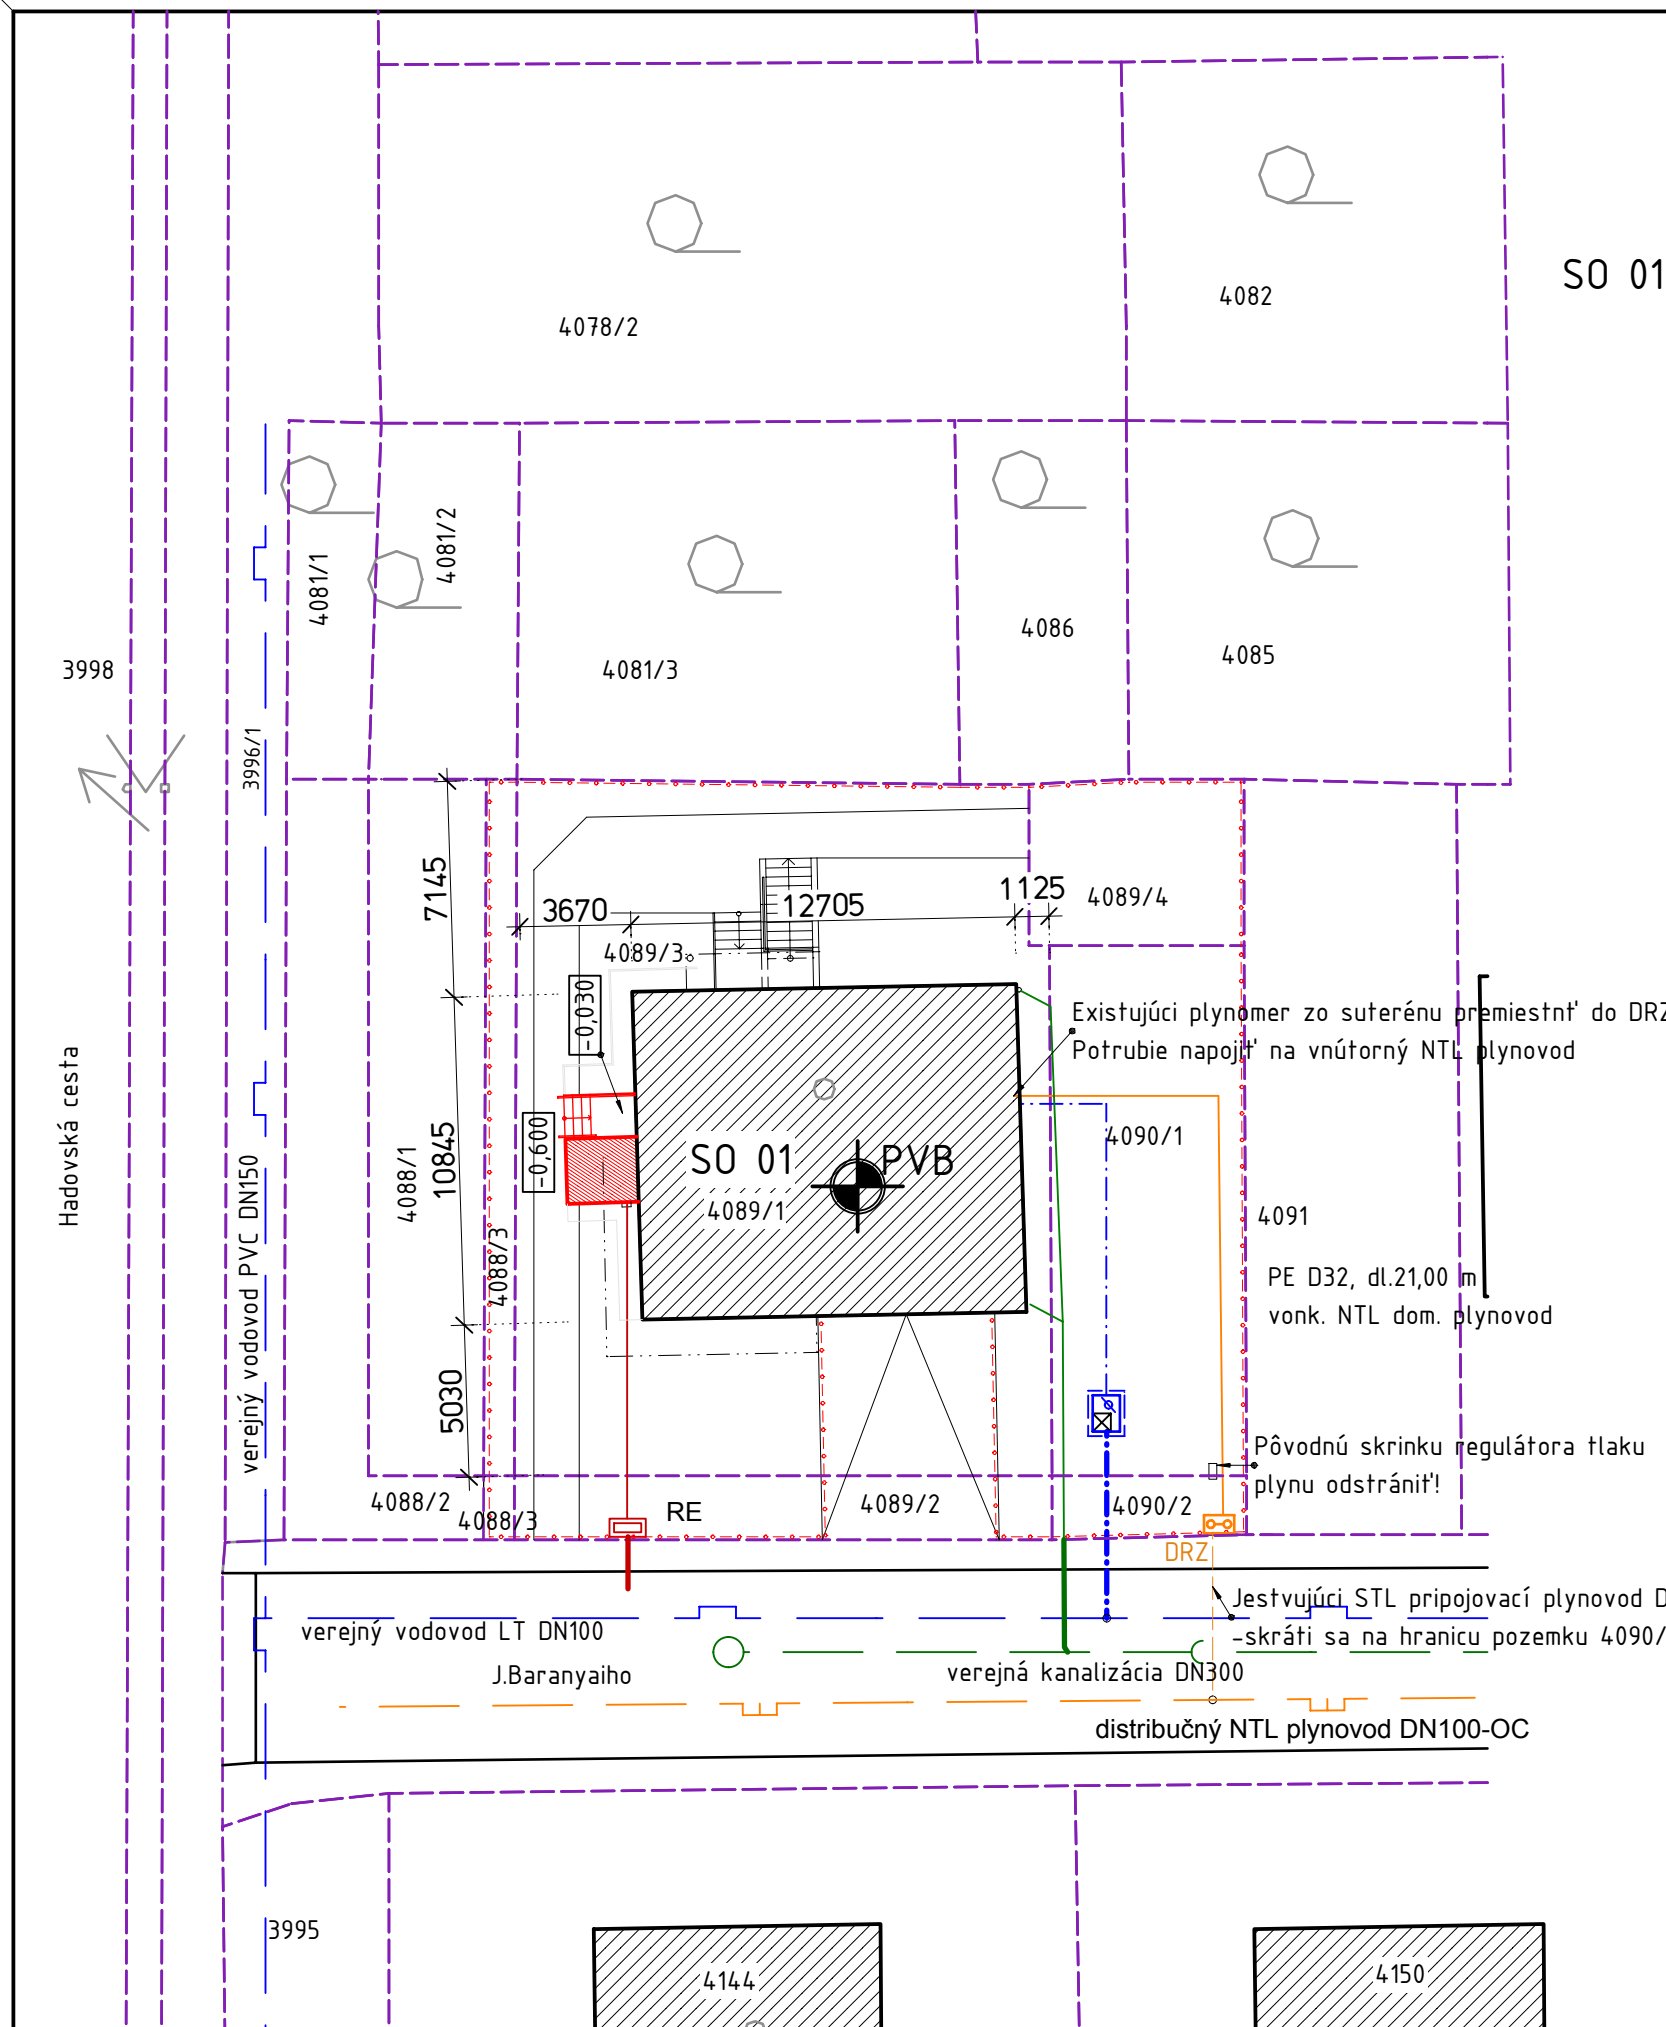 SO 01
4082
4078/2
4081/2
4081/1
4086
4085
4081/3
3998
3996/1
7145
3670
12705
1125
4089/4
4089/3
-0,030
Existujúci plynomer zo suterénu premiestnť do DRZ
Potrubie napojiť na vnútorný NTL plynovod
Hadovská cesta
-0,600
10845
4088/1
4090/1
SO 01
PVB
4089/1
4091
verejný vodovod PVC DN150
4088/3
PE D32, dl.21,00 m
vonk. NTL dom. plynovod
5030
Pôvodnú skrinku regulátora tlaku
plynu odstrániť!
4088/2
4088/3
RE
4089/2
4090/2
DRZ
Jestvujúci STL pripojovací plynovod D
-skráti sa na hranicu pozemku 4090/
verejný vodovod LT DN100
J.Baranyaiho
verejná kanalizácia DN300
distribučný NTL plynovod DN100-OC
3995
4144
4150